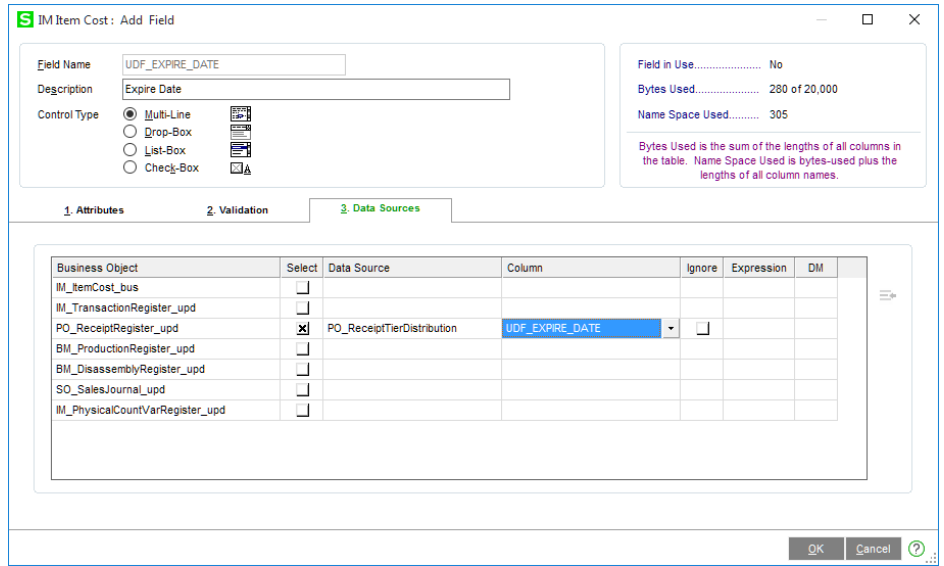 S IM Item Cost: Add Field
Field Name UDF_EXPIRE_DATE
Description Expire Date
Control Type Multi-Line
Drop-Box
List-Box
Check-Box
A
Field in Use..................... No
Bytes Used.................... 280 of 20,000
Name Space Used......... 305
Bytes Used is the sum of the lengths of all columns in
the table. Name Space Used is bytes-used plus the
lengths of all column names.
1. Attributes 2. Validation 3. Data Sources
Business Object Select Data Source Column Ignore Expression DM
IM_ItemCost_bus
IM_TransactionRegister_upd
PO_ReceiptRegister_upd PO_ReceiptTierDistribution UDF_EXPIRE_DATE
BM_ProductionRegister_upd
BM_DisassemblyRegister_upd
SO_SalesJournal_upd
IM_PhysicalCountVarRegister_upd
OK Cancel ?